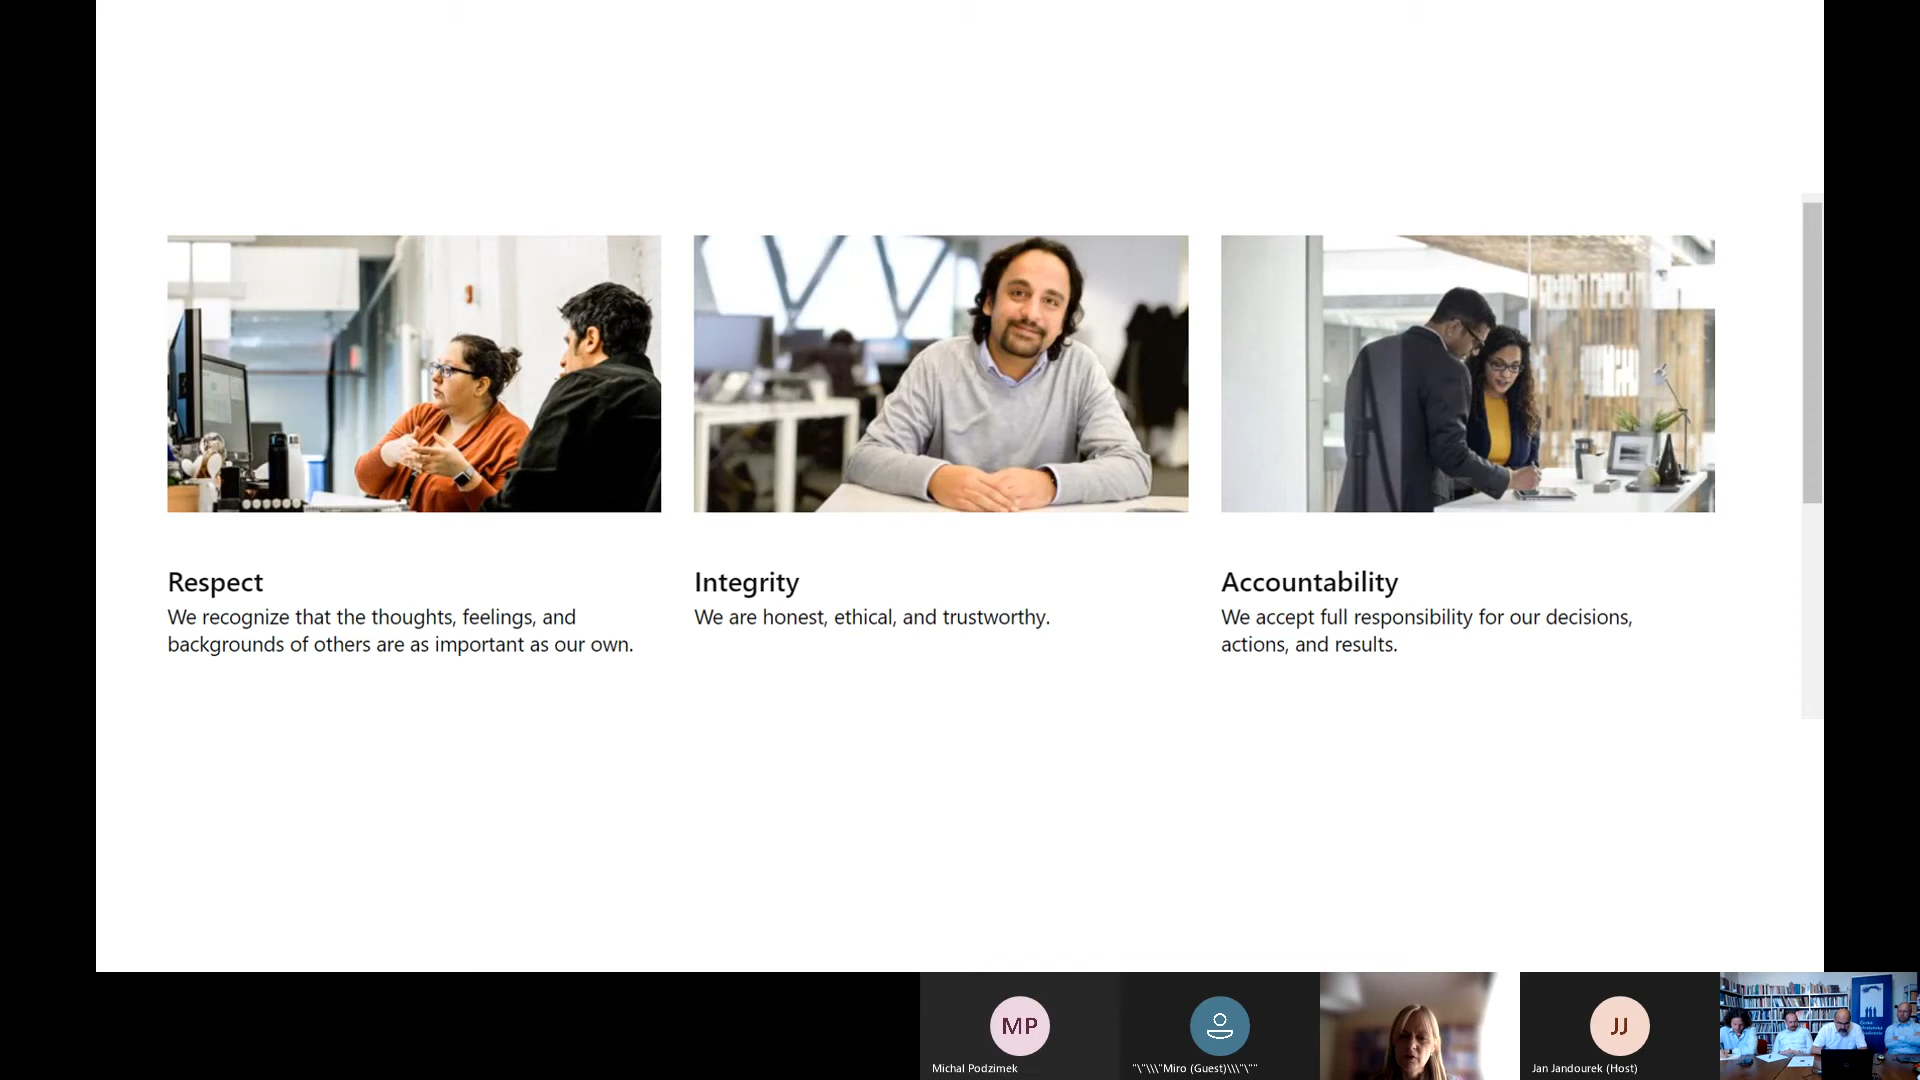 Respect
We recognize that the thoughts, feelings, and
backgrounds of others are as important as our own.
Integrity
We are honest, ethical, and trustworthy.
Accountability
We accept full responsibility for our decisions,
actions, and results.
MP
Michal Podzimek
"\"\\\"Miro (Guest)\\\"\""
JJ
Jan Jandourek (Host)